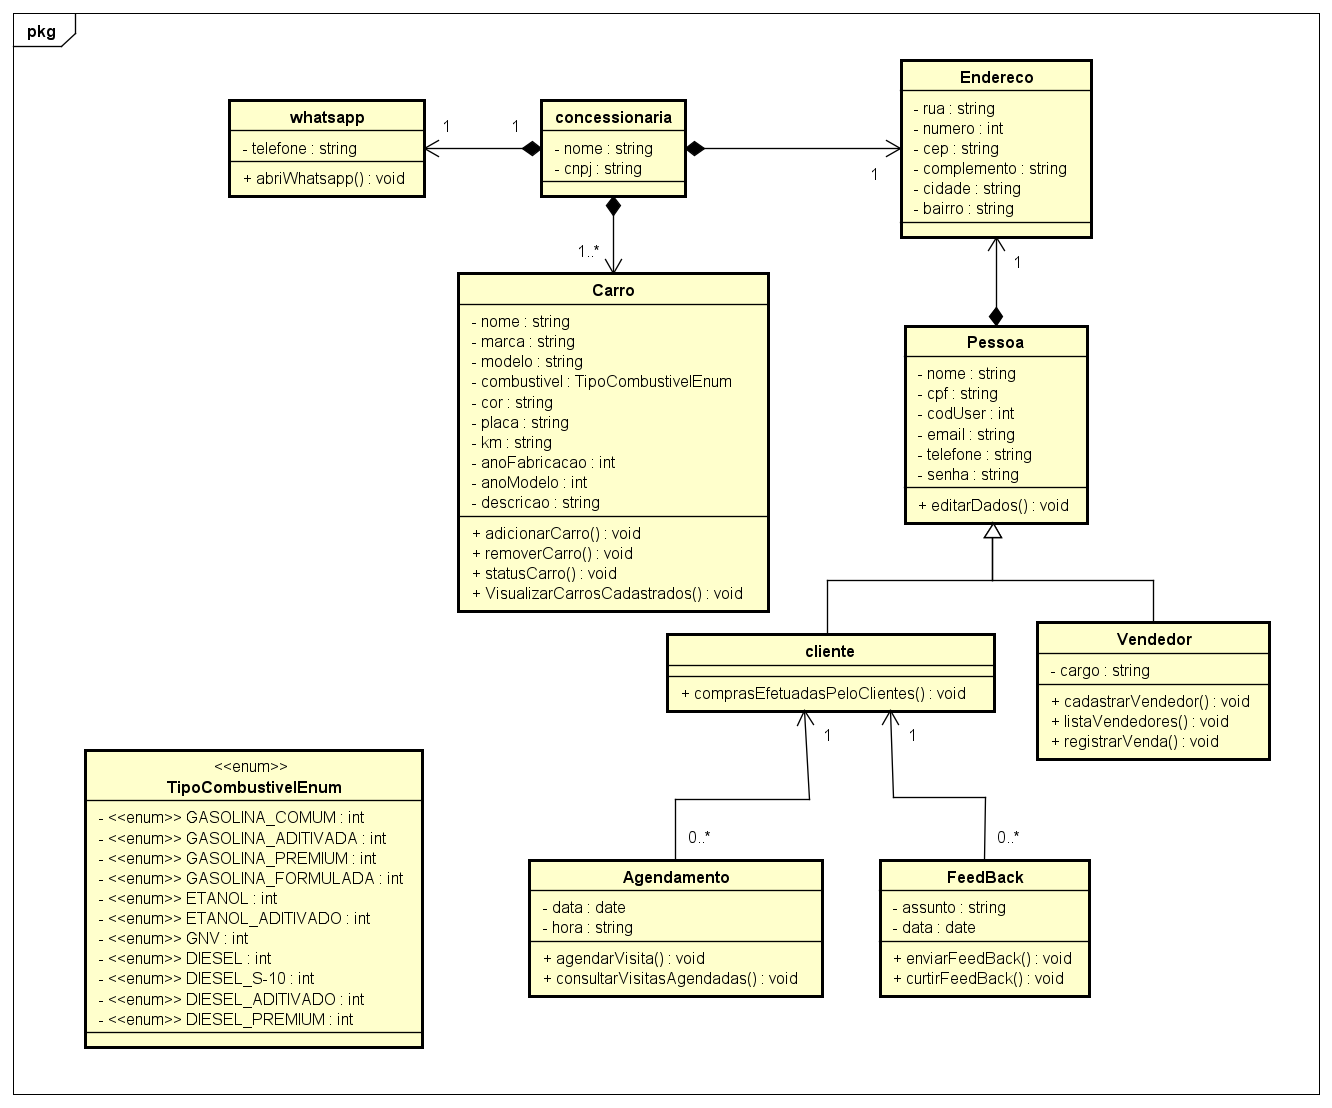 pkg
whatsapp
- telefone : string
+ abriWhatsapp() : void
1
1
concessionaria
- nome : string
- cnpj : string
1
Endereco
- rua : string
- numero : int
- cep : string
- complemento : string
- cidade : string
- bairro : string
1..*
1
Carro
- nome : string
- marca : string
- modelo : string
- combustivel : TipoCombustivelEnum
- cor : string
- placa : string
- km : string
- anoFabricacao : int
- anoModelo : int
- descricao : string
+ adicionarCarro() : void
+ removerCarro() : void
+ statusCarro() : void
+ VisualizarCarrosCadastrados() : void
Pessoa
- nome : string
- cpf : string
- codUser : int
- email : string
- telefone : string
- senha : string
+ editarDados() : void
cliente
+ comprasEfetuadasPeloClientes() : void
Vendedor
- cargo : string
+ cadastrarVendedor() : void
+ listaVendedores() : void
+ registrarVenda() : void
1
1
0..*
0..*
<<enum>>
TipoCombustivelEnum
- <<enum>> GASOLINA_COMUM : int
- <<enum>> GASOLINA_ADITIVADA : int
- <<enum>> GASOLINA_PREMIUM : int
- <<enum>> GASOLINA_FORMULADA : int
- <<enum>> ETANOL : int
- <<enum>> ETANOL_ADITIVADO : int
- <<enum>> GNV : int
- <<enum>> DIESEL : int
- <<enum>> DIESEL_S-10 : int
- <<enum>> DIESEL_ADITIVADO : int
- <<enum>> DIESEL_PREMIUM : int
Agendamento
- data : date
- hora : string
+ agendarVisita() : void
+ consultarVisitasAgendadas() : void
FeedBack
- assunto : string
- data : date
+ enviarFeedBack() : void
+ curtirFeedBack() : void